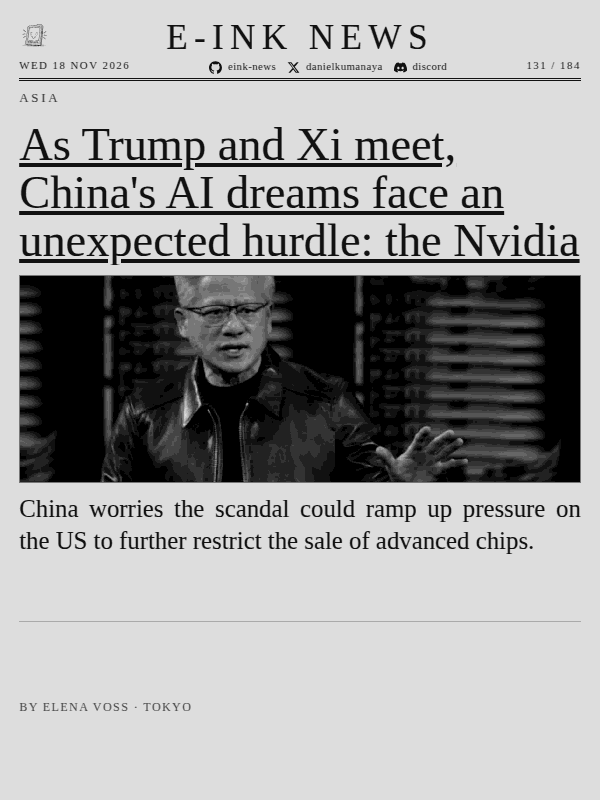 E-INK NEWS
WED 18 NOV 2026
eink-news
danielkumanaya
discord
131 / 184
ASIA
As Trump and Xi meet,
China's AI dreams face an
unexpected hurdle: the Nvidia
China worries the scandal could ramp up pressure on
the US to further restrict the sale of advanced chips.
BY ELENA VOSS · TOKYO